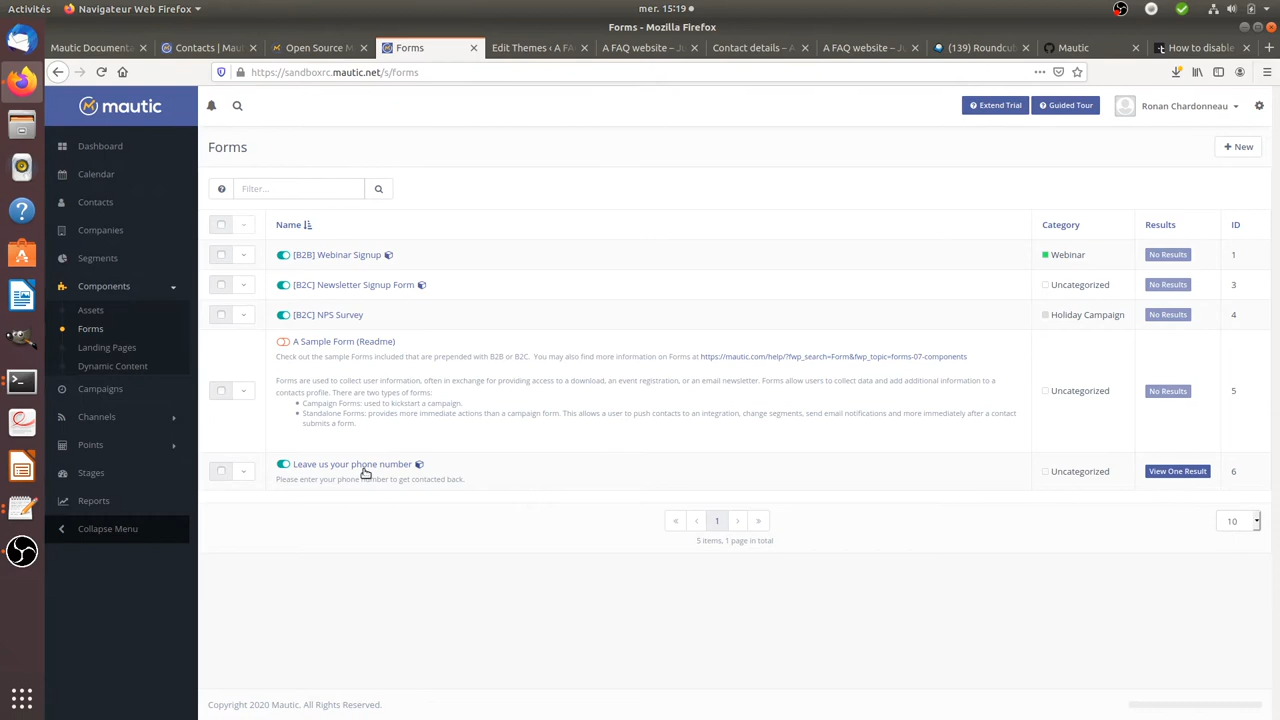 Activités
Navigateur Web Firefox
mer. 15:19
Forms - Mozilla Firefox
Mautic Documenta
Contacts | Mautic
Open Source M
Forms
Edit Themes ‹ A FA
A FAQ website – Ju
Contact details – A
A FAQ website – Ju
(139) Roundcub
Mautic
How to disable
https://sandboxrc.mautic.net/s/forms
mautic
Extend Trial
Guided Tour
Ronan Chardonneau
Dashboard
Calendar
Contacts
Companies
Segments
Components
Assets
Forms
Landing Pages
Dynamic Content
Campaigns
Channels
Points
Stages
Reports
Collapse Menu
Forms
New
Filter...
Name
Category
Results
ID
[B2B] Webinar Signup
Webinar
No Results
1
[B2C] Newsletter Signup Form
Uncategorized
No Results
3
[B2C] NPS Survey
Holiday Campaign
No Results
4
A Sample Form (Readme)
Check out the sample Forms included that are prepended with B2B or B2C. You may also find more information on Forms at https://mautic.com/help/?fwp_search=Form&fwp_topic=forms-07-components
Forms are used to collect user information, often in exchange for providing access to a download, an event registration, or an email newsletter. Forms allow users to collect data and add additional information to a
contacts profile. There are two types of forms:
Campaign Forms: used to kickstart a campaign.
Standalone Forms: provides more immediate actions than a campaign form. This allows a user to push contacts to an integration, change segments, send email notifications and more immediately after a contact
submits a form.
Uncategorized
No Results
5
Leave us your phone number
Please enter your phone number to get contacted back.
Uncategorized
View One Result
6
« ‹ 1 › »
5 items, 1 page in total
10
Copyright 2020 Mautic. All Rights Reserved.